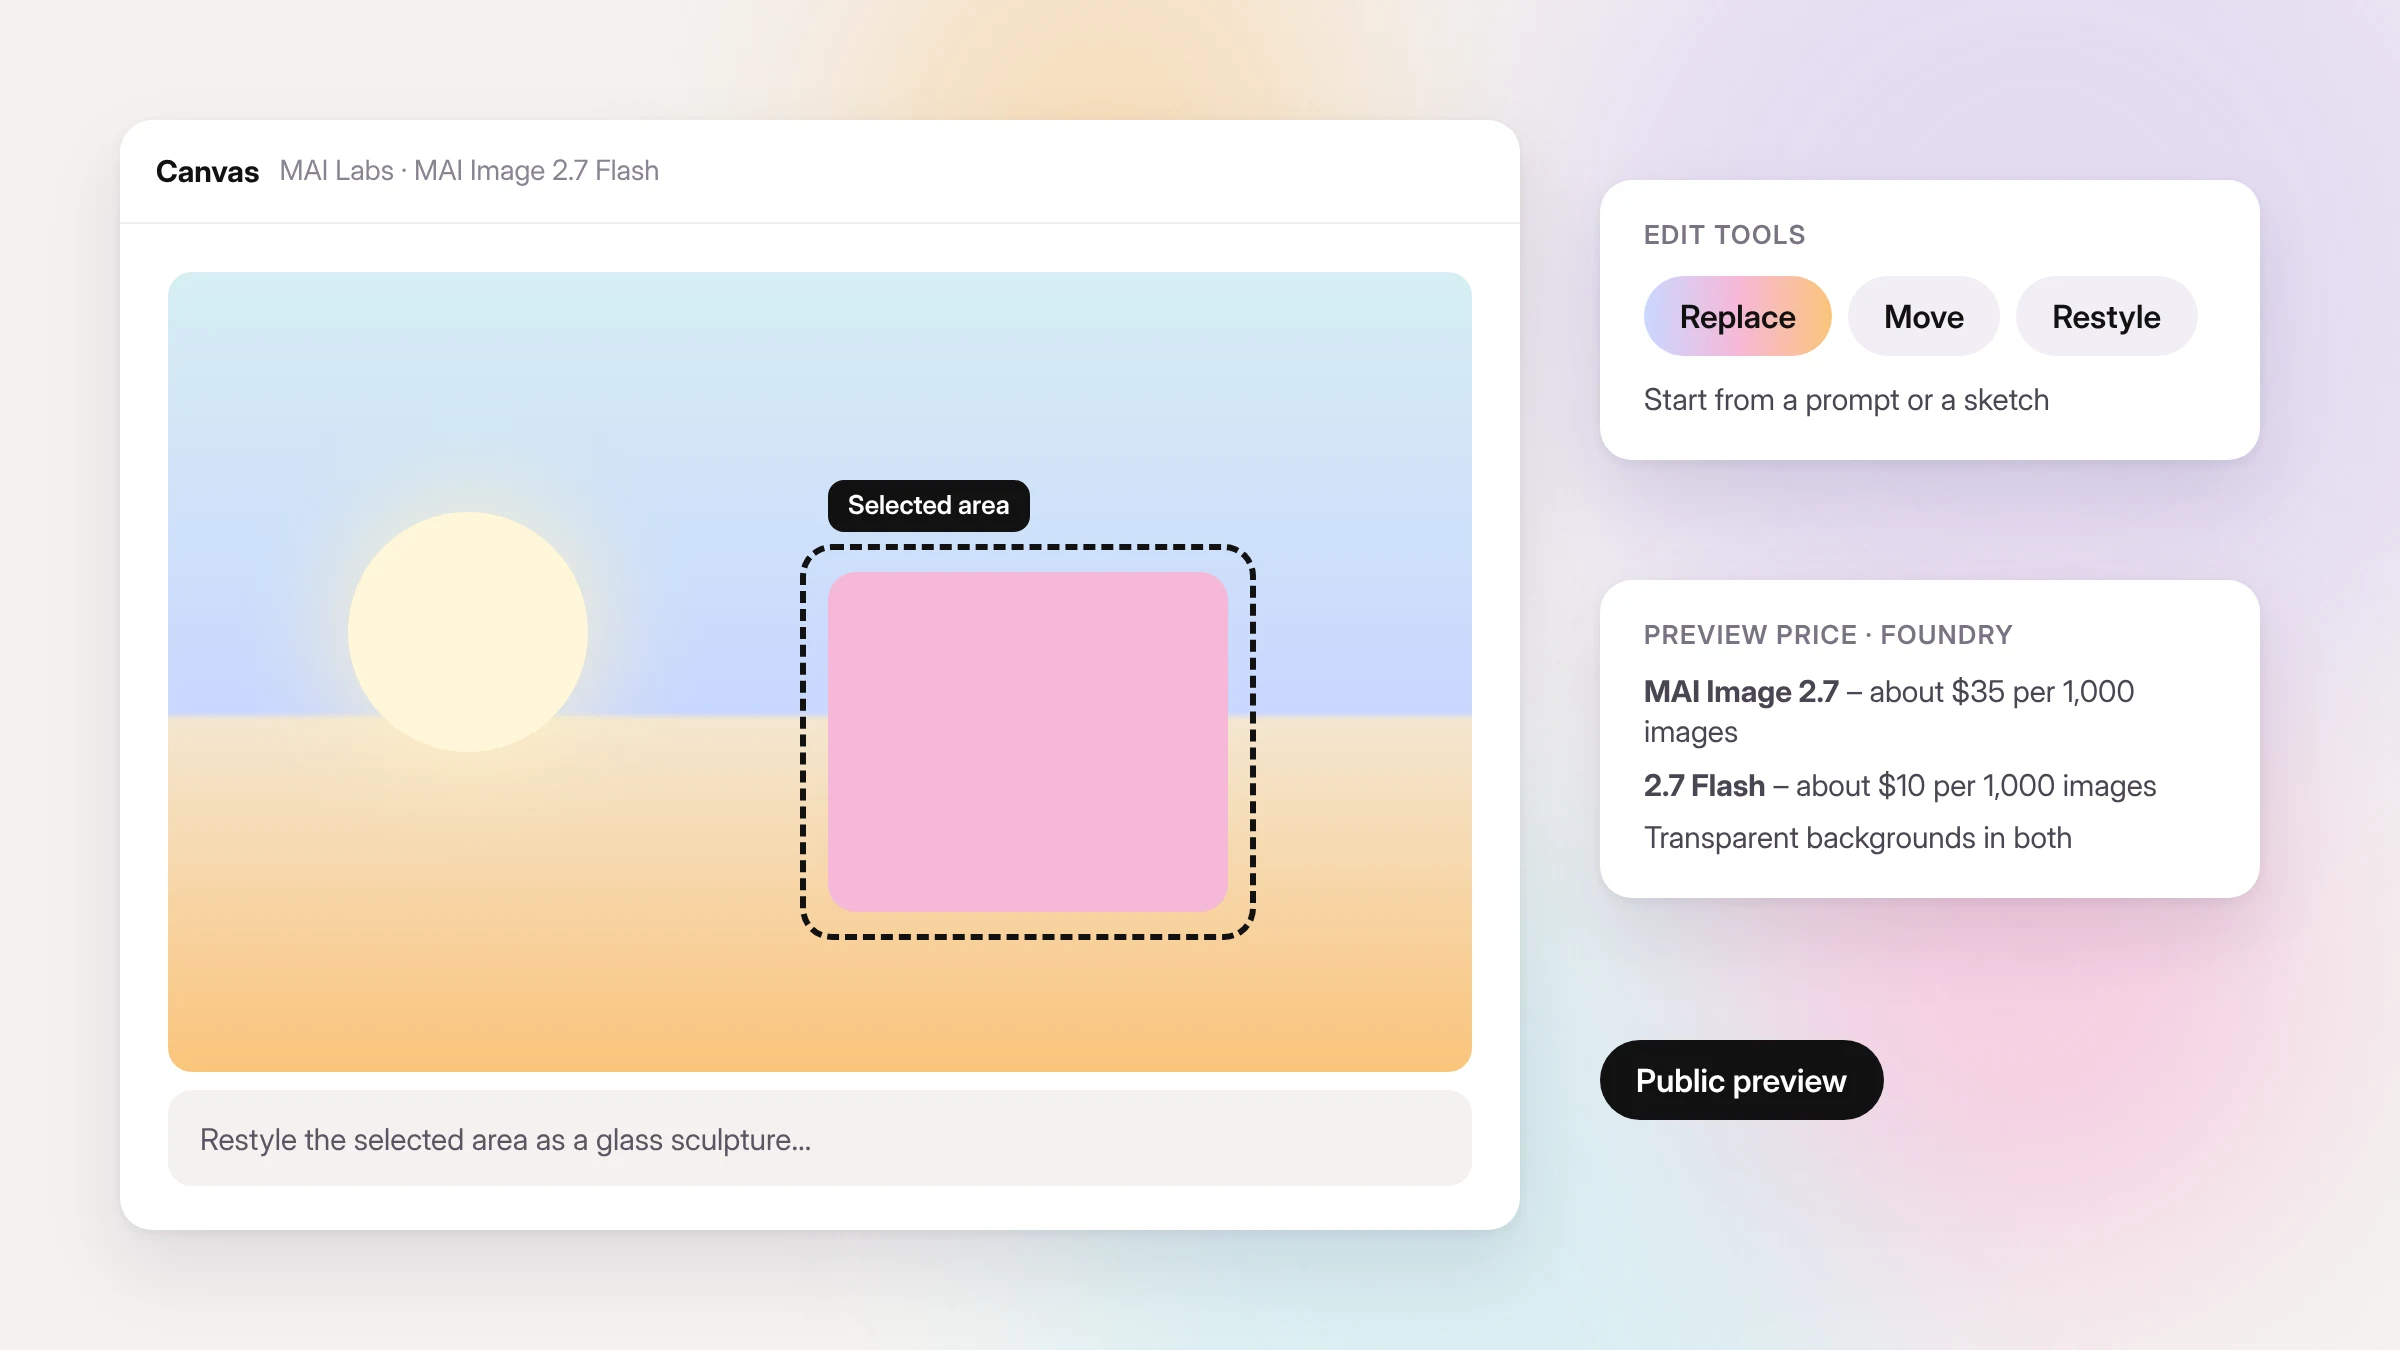 Canvas MAI Labs · MAI Image 2.7 Flash
Selected area
Restyle the selected area as a glass sculpture...
EDIT TOOLS
Replace Move Restyle
Start from a prompt or a sketch
PREVIEW PRICE · FOUNDRY
MAI Image 2.7 – about $35 per 1,000
images
2.7 Flash – about $10 per 1,000 images
Transparent backgrounds in both
Public preview